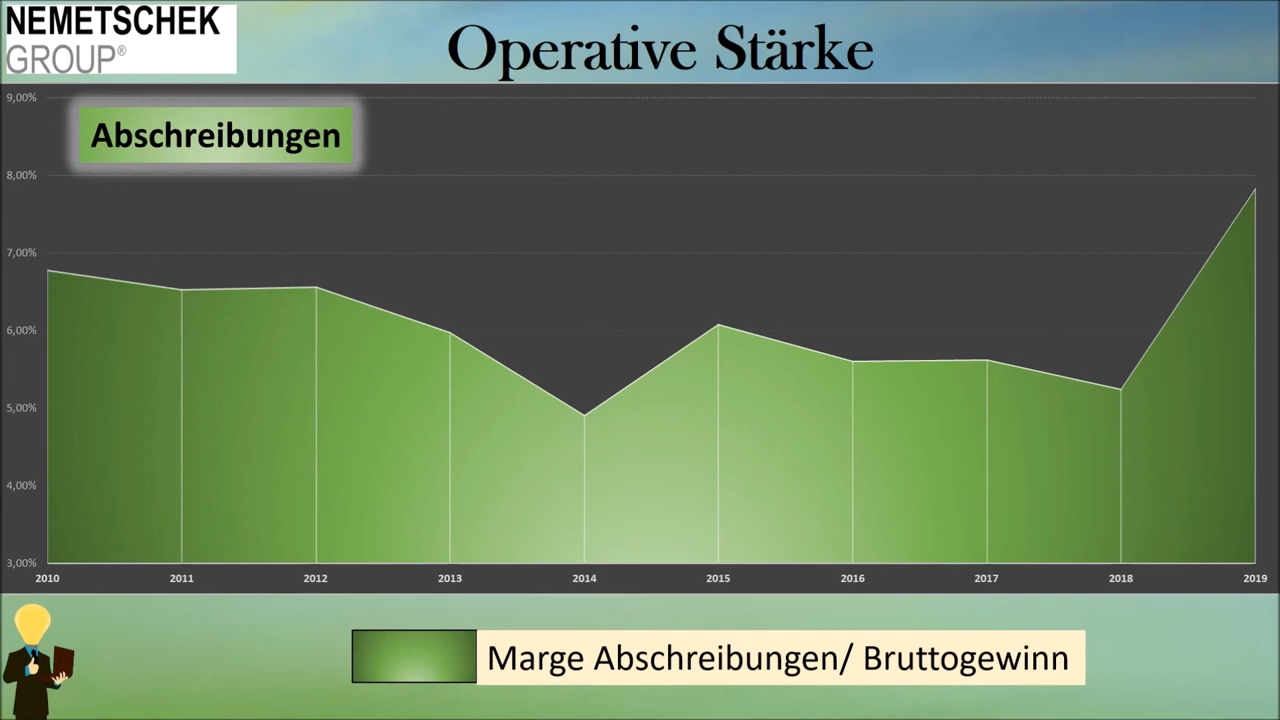 NEMETSCHEK
GROUP®
Operative Stärke
9,00%
Abschreibungen
8,00%
7,00%
6,00%
5,00%
4,00%
3,00%
2010 2011 2012 2013 2014 2015 2016 2017 2018 2019
Marge Abschreibungen/ Bruttogewinn